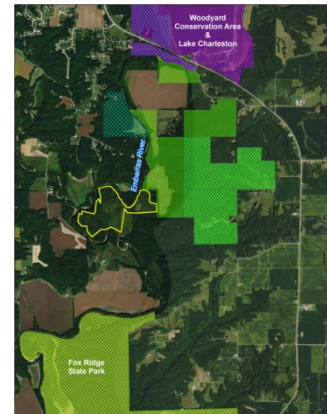 Woodyard
Conservation Area
&
Lake Charleston
Embarras River
Fox Ridge
State Park